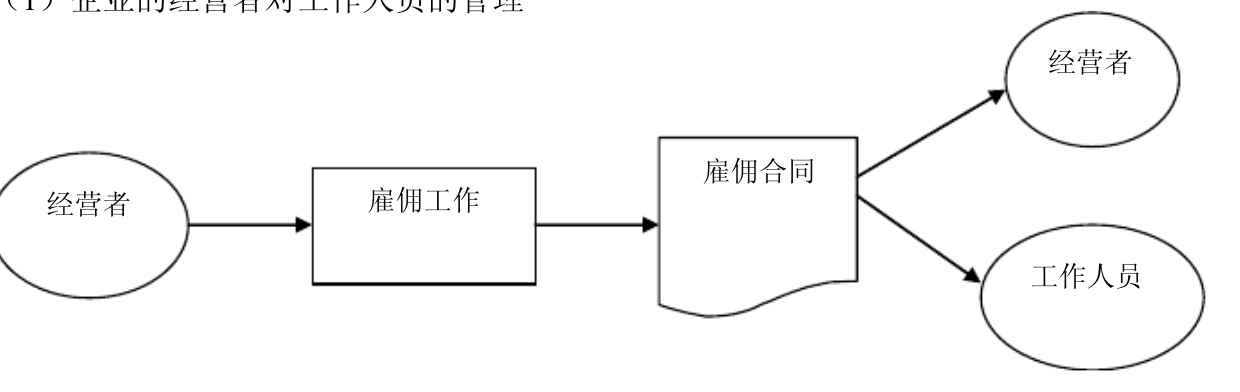 （1）企业的经营者对工作人员的管理
经营者
雇佣工作
雇佣合同
经营者
工作人员